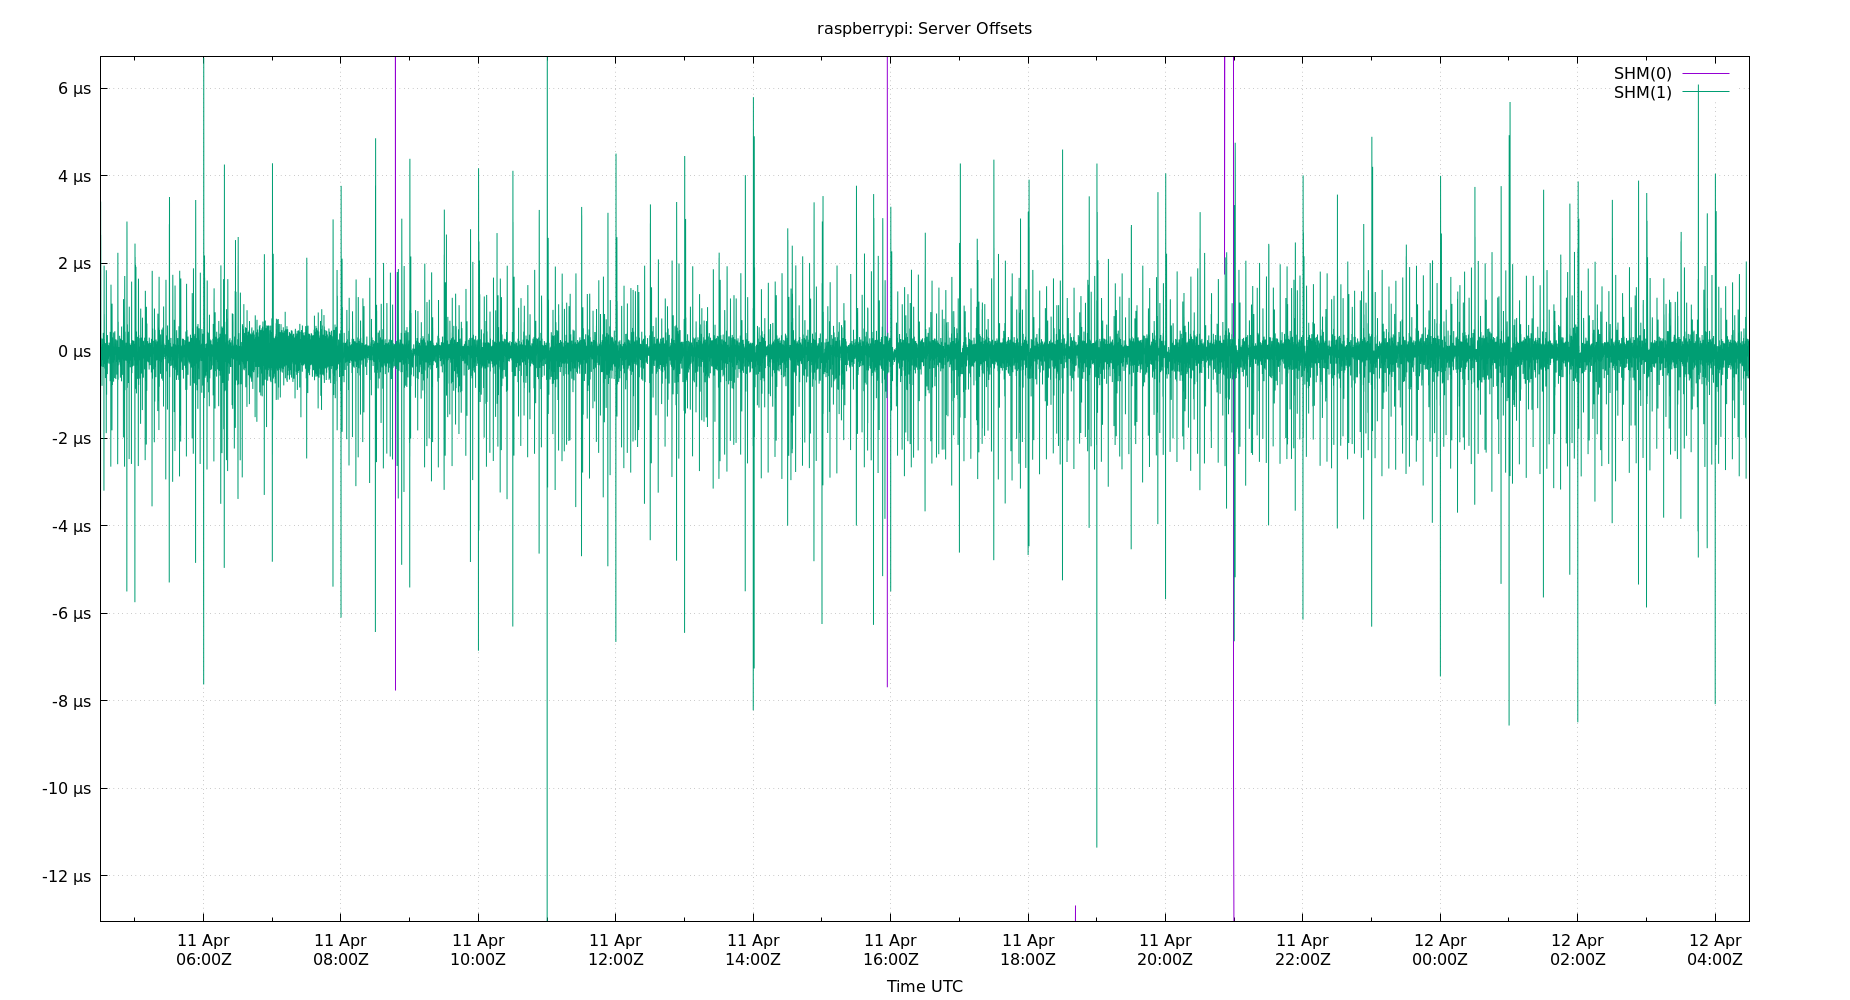 raspberrypi: Server Offsets
SHM(0)
SHM(1)
6 µs
4 µs
2 µs
0 µs
-2 µs
-4 µs
-6 µs
-8 µs
-10 µs
-12 µs
11 Apr 11 Apr 11 Apr 11 Apr 11 Apr 11 Apr 11 Apr 11 Apr 11 Apr 12 Apr 12 Apr 12 Apr
06:00Z 08:00Z 10:00Z 12:00Z 14:00Z 16:00Z 18:00Z 20:00Z 22:00Z 00:00Z 02:00Z 04:00Z
Time UTC